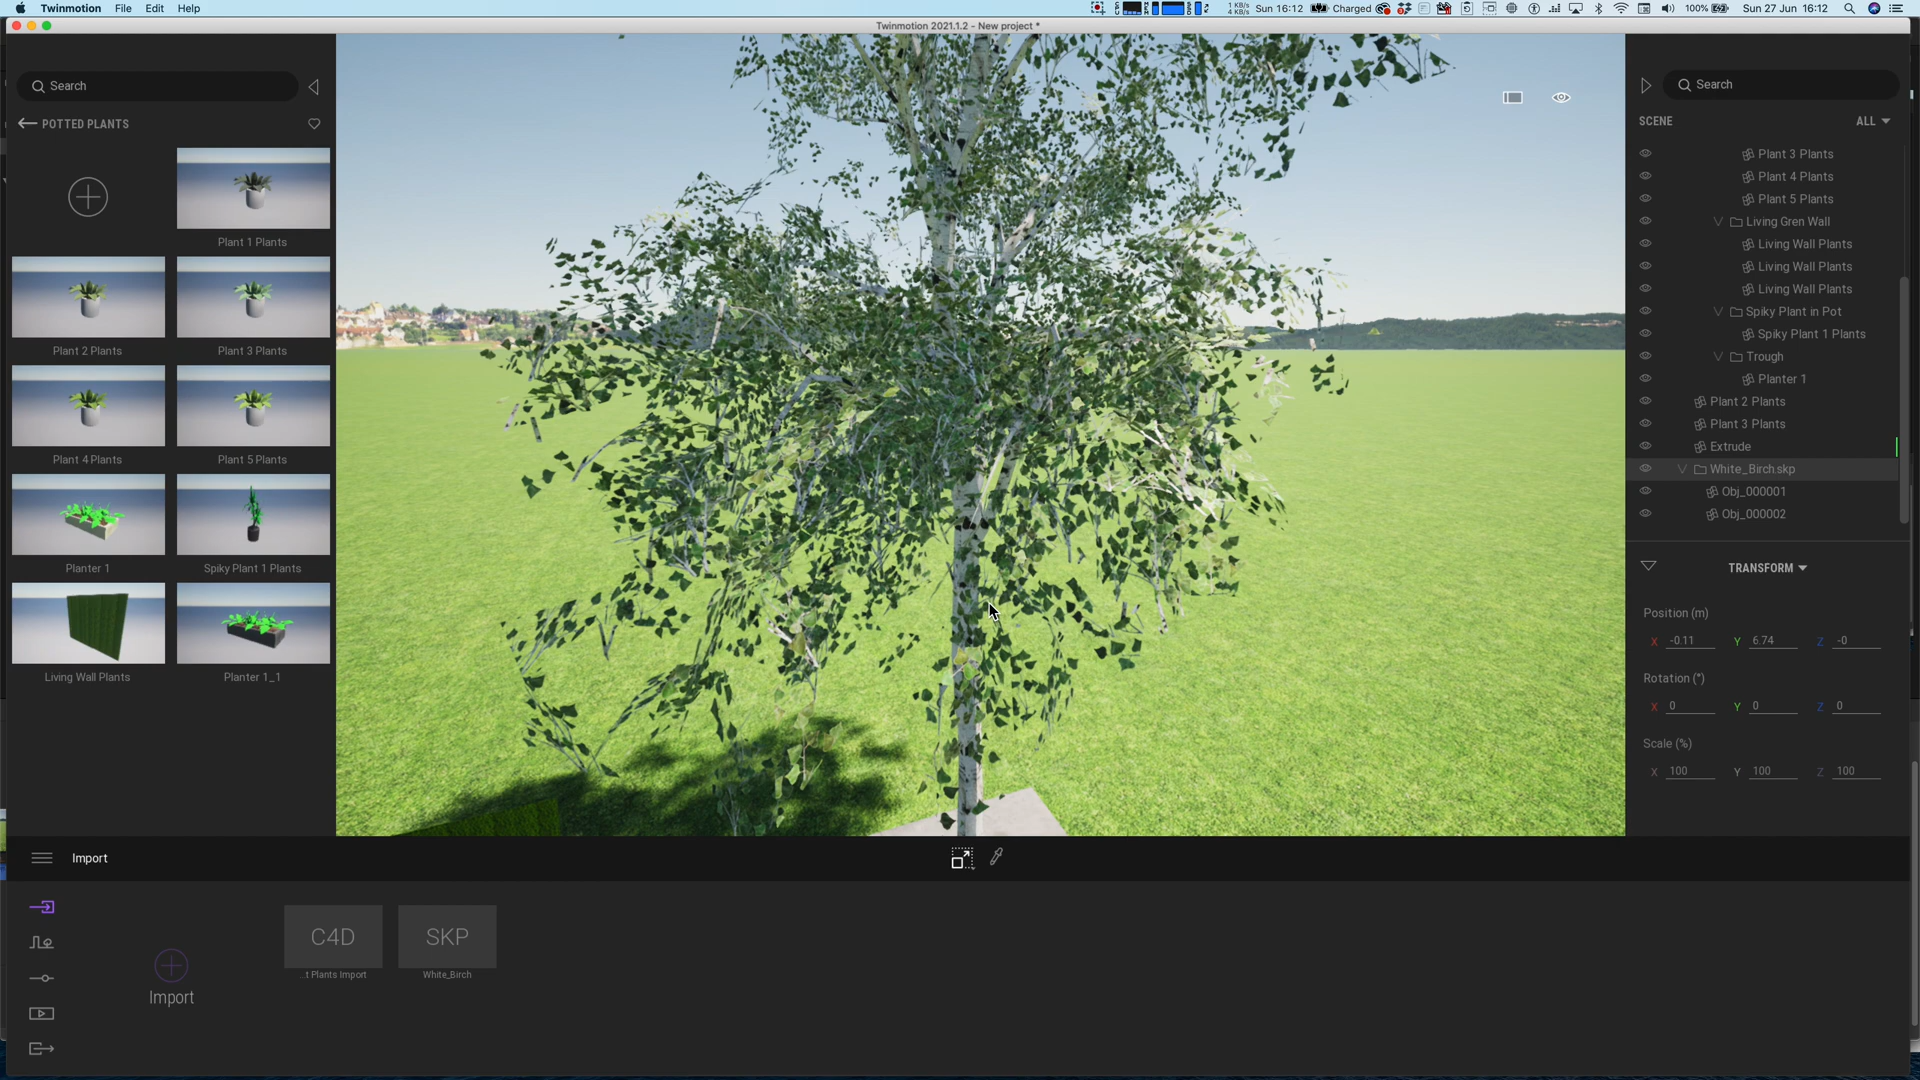 Twinmotion File Edit Help
1 KB/s
4 KB/s
Sun 16:12 Charged 100% Sun 27 Jun 16:12
Twinmotion 2021.1.2 - New project *
Search
POTTED PLANTS
Plant 1 Plants
Plant 2 Plants
Plant 3 Plants
Plant 4 Plants
Plant 5 Plants
Planter 1
Spiky Plant 1 Plants
Living Wall Plants
Planter 1_1
Search
SCENE ALL
Plant 3 Plants
Plant 4 Plants
Plant 5 Plants
Living Gren Wall
Living Wall Plants
Living Wall Plants
Living Wall Plants
Spiky Plant in Pot
Spiky Plant 1 Plants
Trough
Planter 1
Plant 2 Plants
Plant 3 Plants
Extrude
White_Birch.skp
Obj_000001
Obj_000002
TRANSFORM
Position (m)
X -0.11 Y 6.74 Z -0
Rotation (°)
X 0 Y 0 Z 0
Scale (%)
X 100 Y 100 Z 100
Import
Import
C4D
...t Plants Import
SKP
White_Birch